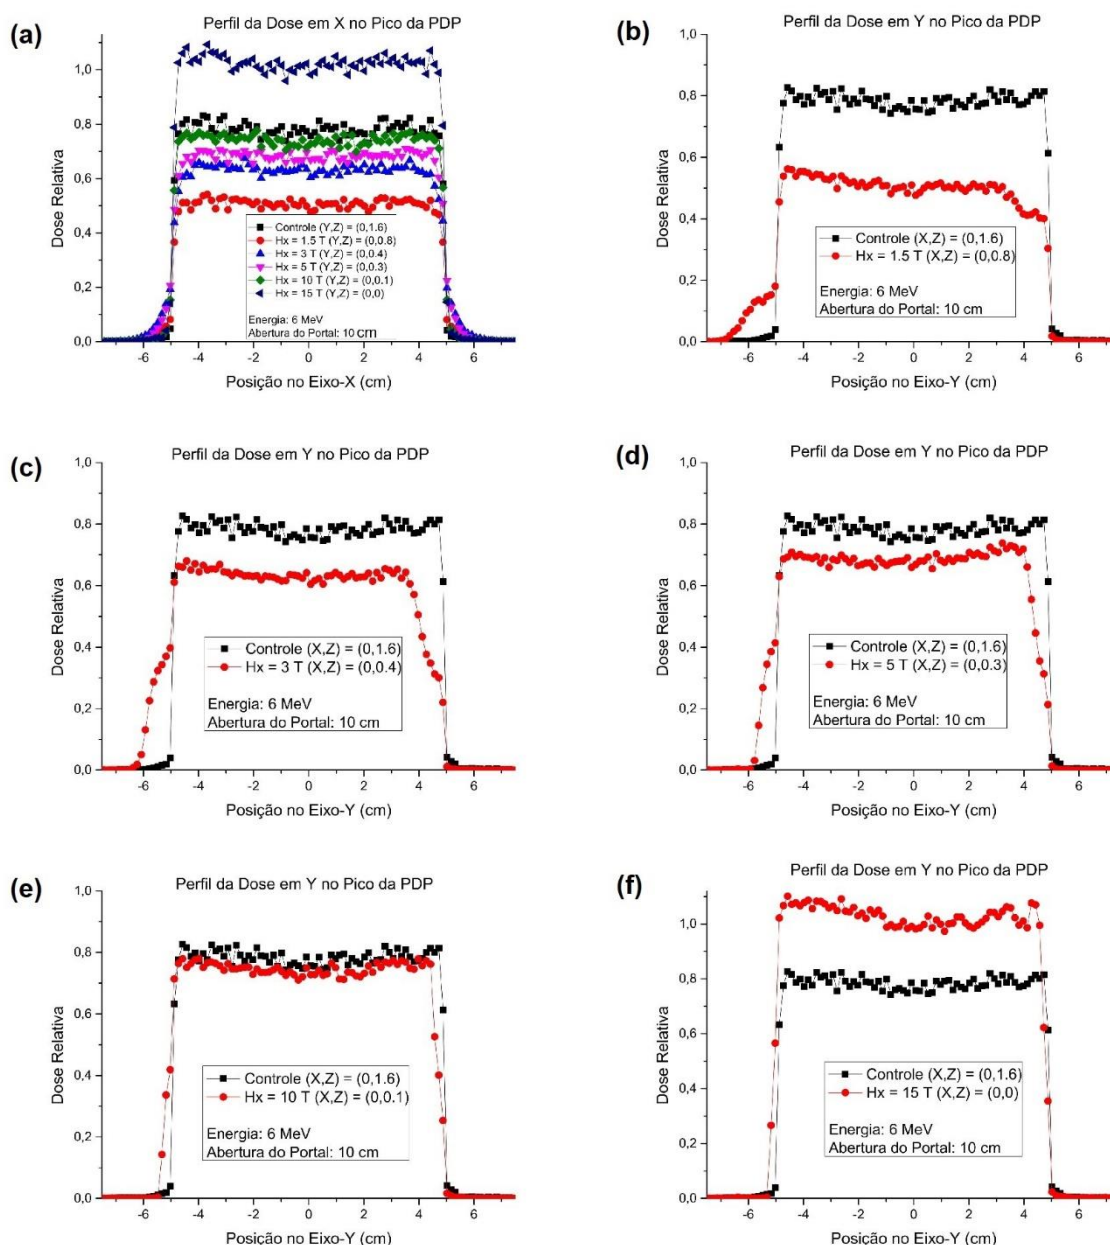 (a)
Perfil da Dose em X no Pico da PDP
Dose Relativa
1,0
0,8
0,6
0,4
0,2
0,0
Controle (Y,Z) = (0,1.6)
Hx = 1.5 T (Y,Z) = (0,0.8)
Hx = 3 T (Y,Z) = (0,0.4)
Hx = 5 T (Y,Z) = (0,0.3)
Hx = 10 T (Y,Z) = (0,0.1)
Hx = 15 T (Y,Z) = (0,0)
Energia: 6 MeV
Abertura do Portal: 10 cm
-6 -4 -2 0 2 4 6
Posição no Eixo-X (cm)
(b)
Perfil da Dose em Y no Pico da PDP
Dose Relativa
1,0
0,8
0,6
0,4
0,2
0,0
Controle (X,Z) = (0,1.6)
Hx = 1.5 T (X,Z) = (0,0.8)
Energia: 6 MeV
Abertura do Portal: 10 cm
-6 -4 -2 0 2 4 6
Posição no Eixo-Y (cm)
(c)
Perfil da Dose em Y no Pico da PDP
Dose Relativa
1,0
0,8
0,6
0,4
0,2
0,0
Controle (X,Z) = (0,1.6)
Hx = 3 T (X,Z) = (0,0.4)
Energia: 6 MeV
Abertura do Portal: 10 cm
-6 -4 -2 0 2 4 6
Posição no Eixo-Y (cm)
(d)
Perfil da Dose em Y no Pico da PDP
Dose Relativa
1,0
0,8
0,6
0,4
0,2
0,0
Controle (X,Z) = (0,1.6)
Hx = 5 T (X,Z) = (0,0.3)
Energia: 6 MeV
Abertura do Portal: 10 cm
-6 -4 -2 0 2 4 6
Posição no Eixo-Y (cm)
(e)
Perfil da Dose em Y no Pico da PDP
Dose Relativa
1,0
0,8
0,6
0,4
0,2
0,0
Controle (X,Z) = (0,1.6)
Hx = 10 T (X,Z) = (0,0.1)
Energia: 6 MeV
Abertura do Portal: 10 cm
-6 -4 -2 0 2 4 6
Posição no Eixo-Y (cm)
(f)
Perfil da Dose em Y no Pico da PDP
Dose Relativa
1,0
0,8
0,6
0,4
0,2
0,0
Controle (X,Z) = (0,1.6)
Hx = 15 T (X,Z) = (0,0)
Energia: 6 MeV
Abertura do Portal: 10 cm
-6 -4 -2 0 2 4 6
Posição no Eixo-Y (cm)